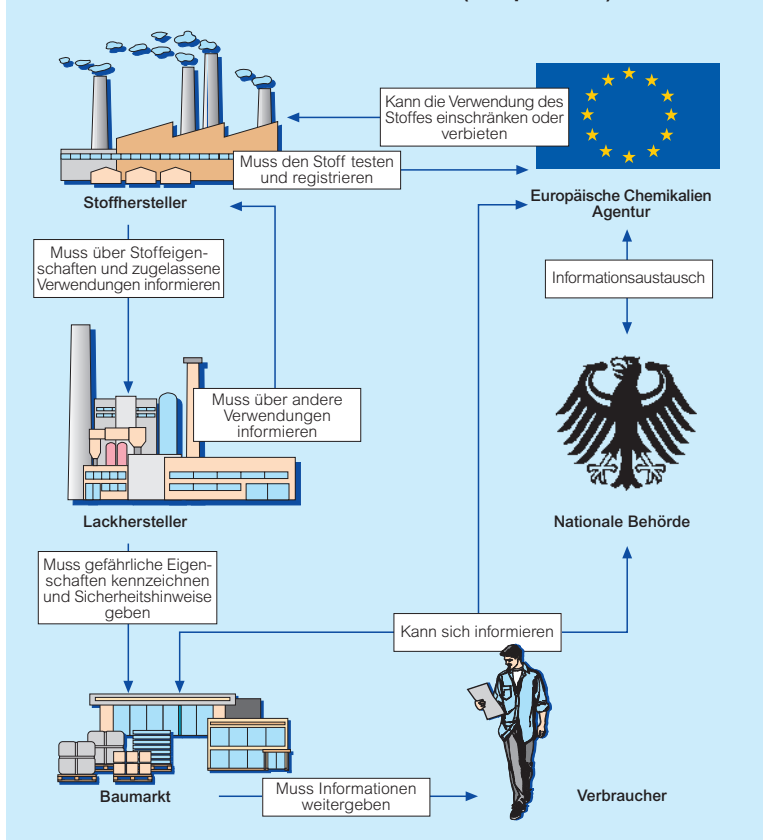 Kann die Verwendung des
Stoffes einschränken oder
verbieten
Muss den Stoff testen
und registrieren
Stoffhersteller
Europäische Chemikalien
Agentur
Muss über Stoffeigen-
schaften und zugelassene
Verwendungen informieren
Informationsaustausch
Muss über andere
Verwendungen
informieren
Lackhersteller
Nationale Behörde
Muss gefährliche Eigen-
schaften kennzeichnen
und Sicherheitshinweise
geben
Kann sich informieren
Baumarkt
Muss Informationen
weitergeben
Verbraucher